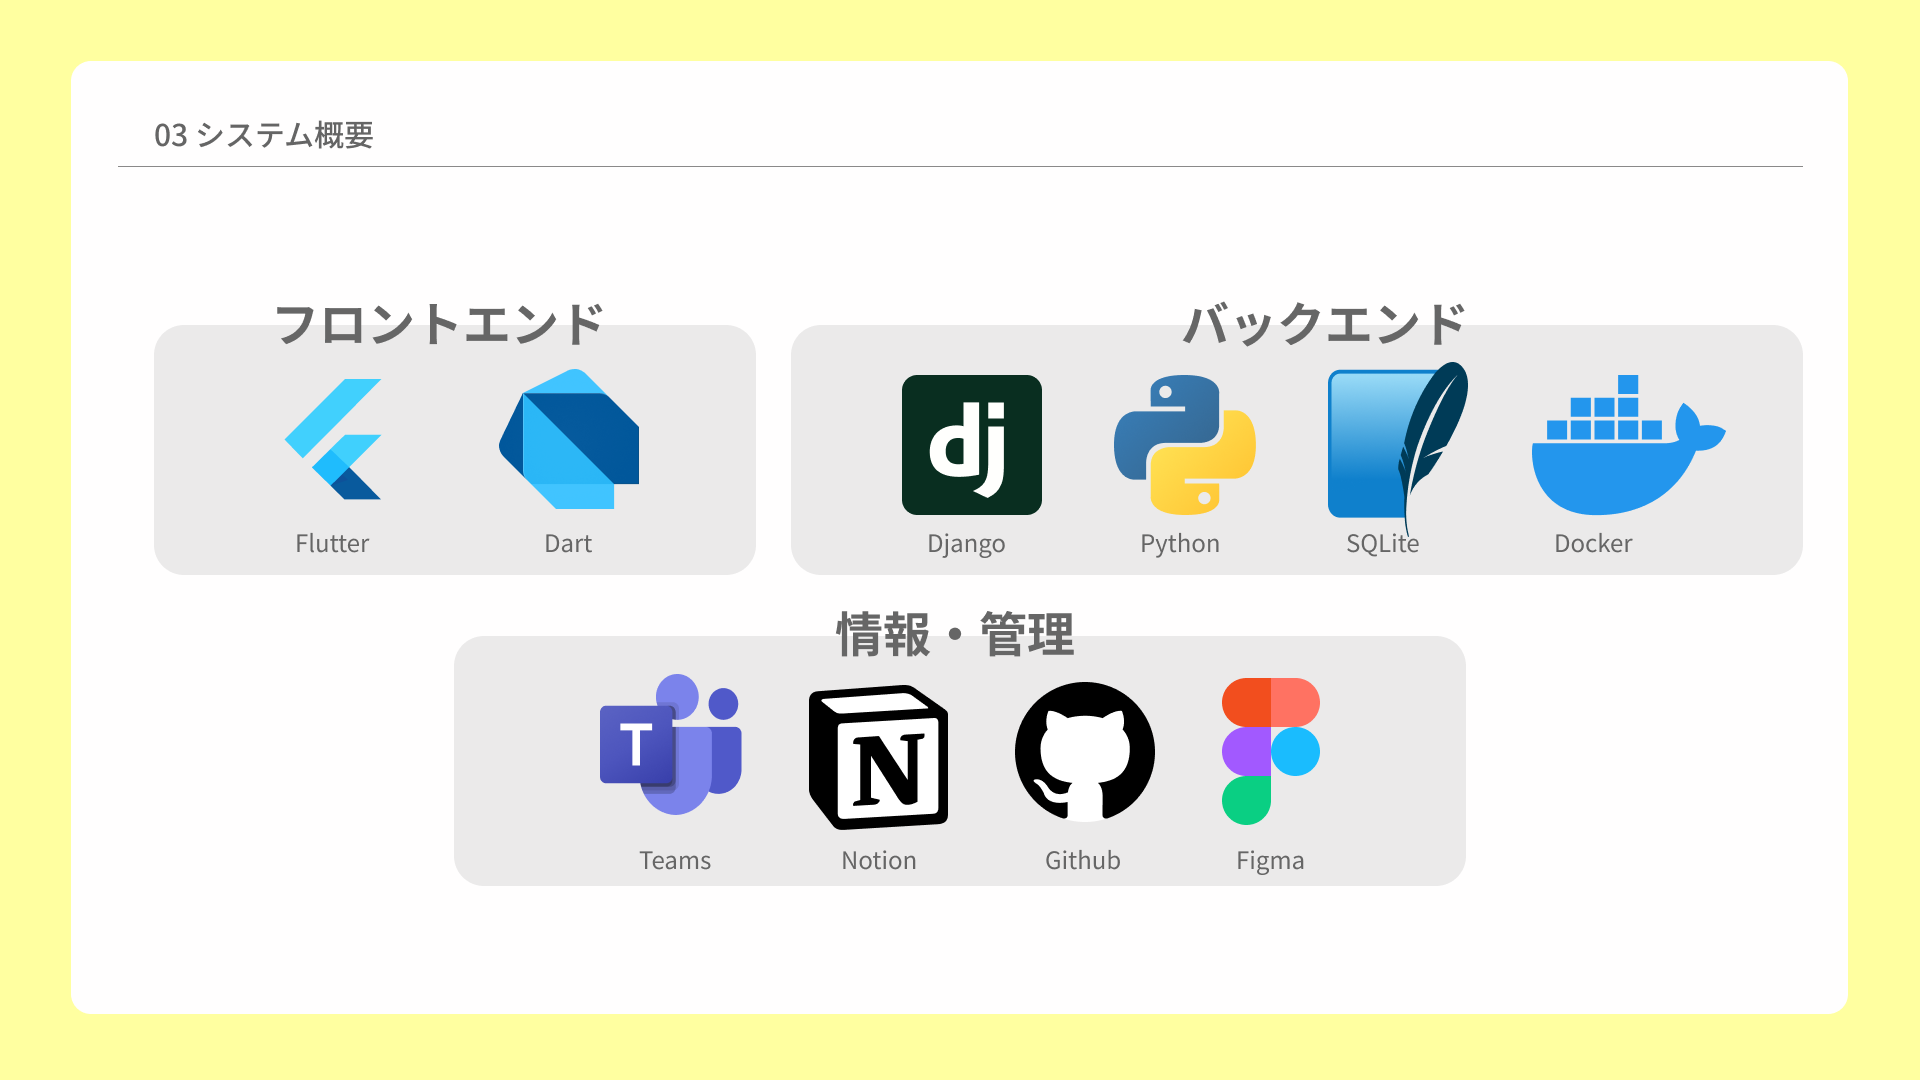 03 システム概要
フロントエンド
バックエンド
dj
Flutter
Dart
Django
Python
SQLite
Docker
情報・管理
T
N
Teams
Notion
Github
Figma